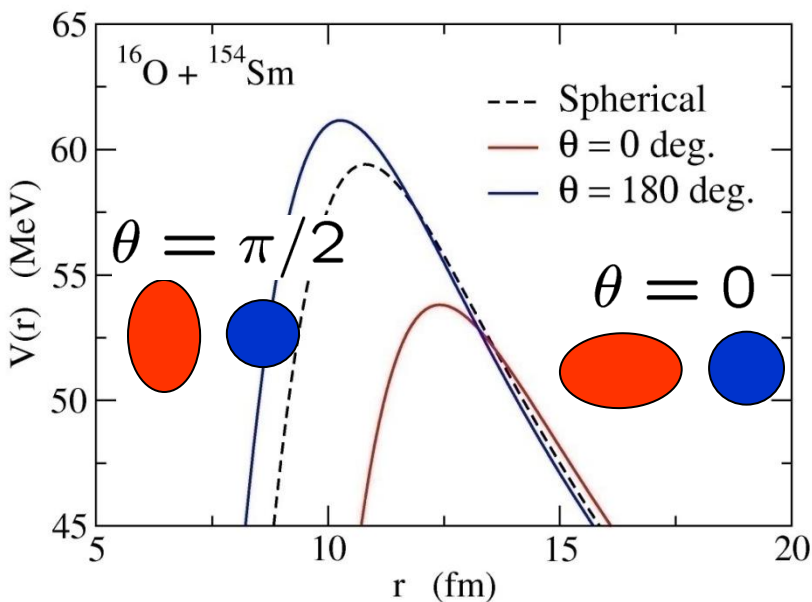 65
60
55
50
45
V(r) (MeV)
¹⁶O + ¹⁵⁴Sm
Spherical
θ = 0 deg.
θ = 180 deg.
θ = π/2
θ = 0
5
10
15
20
r (fm)